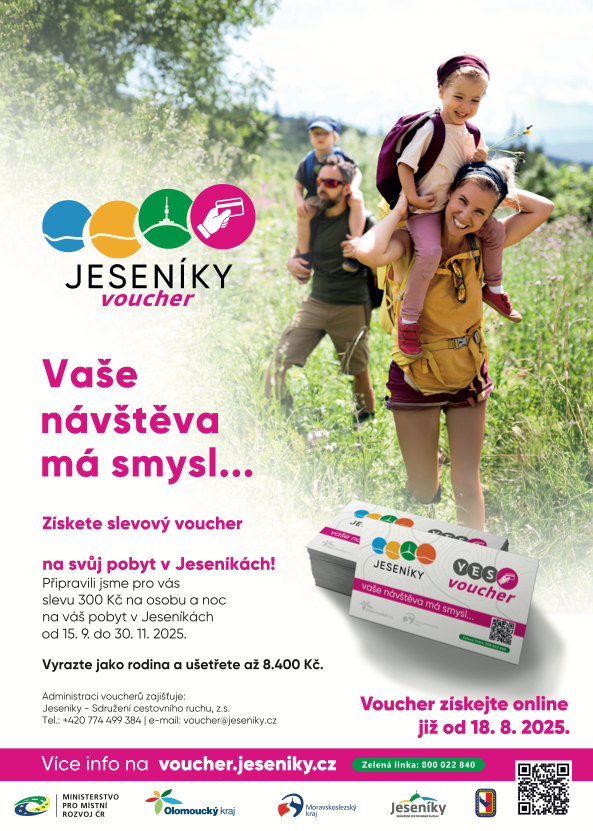 JESENÍKY
voucher
Vaše
návštěva
má smysl...
Získete slevový voucher
na svůj pobyt v Jeseníkách!
Připravili jsme pro vás
slevu 300 Kč na osobu a noc
na váš pobyt v Jeseníkách
od 15. 9. do 30. 11. 2025.
Vyrazte jako rodina a ušetřete až 8.400 Kč.
Administraci voucherů zajišťuje:
Jeseníky - Sdružení cestovního ruchu, z.s.
Tel.: +420 774 499 384 | e-mail: voucher@jeseniky.cz
JESENÍKY
YES
voucher
vaše návštěva má smysl...
Voucher získejte online
již od 18. 8. 2025.
Více info na voucher.jeseniky.cz
Zelená linka: 800 022 840
MINISTERSTVO
PRO MÍSTNÍ
ROZVOJ ČR
Olomoucký kraj
Moravskoslezský
kraj
Jeseníky
SDRUŽENÍ CESTOVNÍHO RUCHU